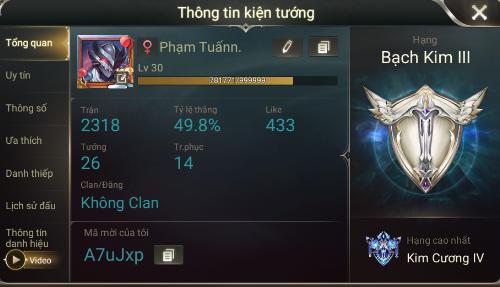 Thông tin kiện tướng
Tổng quan
Uy tín
Thông số
Ưa thích
Danh thiếp
Lịch sử đấu
Thông tin
danh hiệu
Video
Phạm Tuấnn.
Lv 30
781771/999999
Trận
Tỷ lệ thắng
Like
2318
49.8%
433
Tướng
Tr.phục
26
14
Clan/Đảng
Không Clan
Mã mời của tôi
A7uJxp
Hạng
Bạch Kim III
Hạng cao nhất
Kim Cương IV